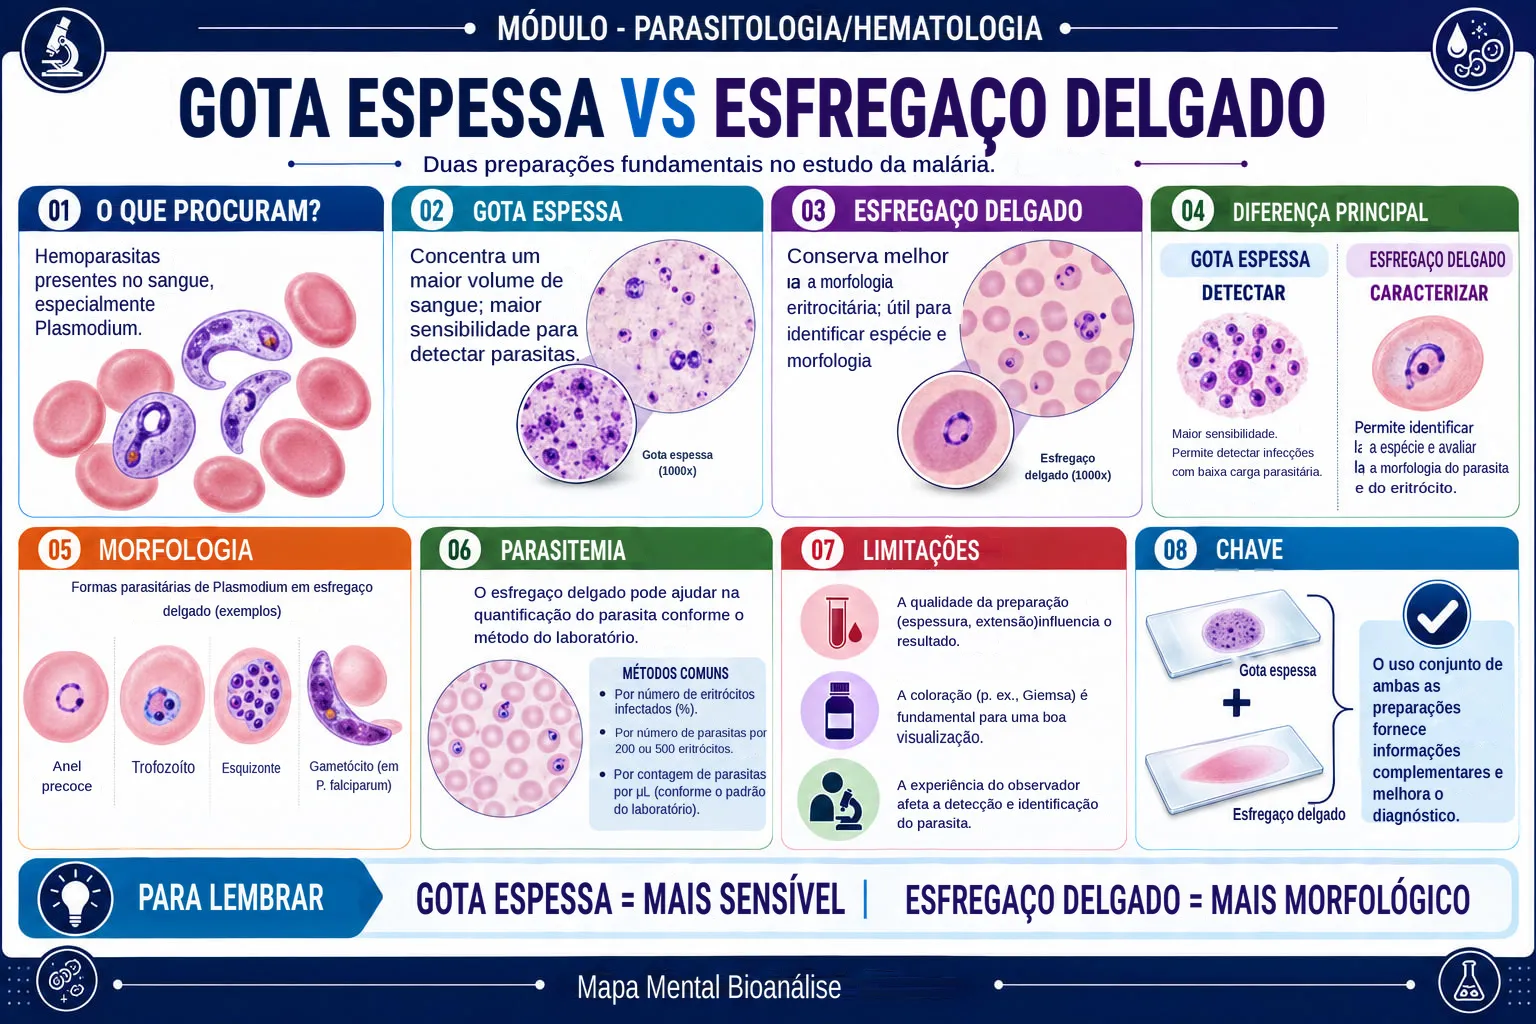 MÓDULO - PARASITOLOGIA/HEMATOLOGIA
GOTA ESPESSA VS ESFREGAÇO DELGADO
Duas preparações fundamentais no estudo da malária.
01 O QUE PROCURAM?
Hemoparasitas
presentes no sangue,
especialmente
Plasmodium.
02 GOTA ESPESSA
Concentra um
maior volume de
sangue; maior
sensibilidade para
detectar parasitas.
Gota espessa
(1000x)
03 ESFREGAÇO DELGADO
Conserva melhor
ıa a morfologia
eritrocitária; útil para
identificar espécie e
morfologia
Esfregaço
delgado (1000x)
04 DIFERENÇA PRINCIPAL
GOTA ESPESSA
DETECTAR
Maior sensibilidade.
Permite detectar infecções
com baixa carga parasitária.
ESFREGAÇO DELGADO
CARACTERIZAR
Permite identificar
la a espécie e avaliar
la a morfologia do parasita
e do eritrócito.
05 MORFOLOGIA
Formas parasitárias de Plasmodium em esfregaço
delgado (exemplos)
Anel
precoce
Trofozoíto
Esquizonte
Gametócito (em
P. falciparum)
06 PARASITEMIA
O esfregaço delgado pode ajudar na
quantificação do parasita conforme o
método do laboratório.
MÉTODOS COMUNS
• Por número de eritrócitos
infectados (%).
• Por número de parasitas por
200 ou 500 eritrócitos.
• Por contagem de parasitas
por µL (conforme o padrão
do laboratório).
07 LIMITAÇÕES
A qualidade da preparação
(espessura, extensão)influencia o
resultado.
A coloração (p. ex., Giemsa) é
fundamental para uma boa
visualização.
A experiência do observador
afeta a detecção e identificação
do parasita.
08 CHAVE
Gota espessa
+
Esfregaço delgado
O uso conjunto de
ambas as
preparações
fornece
informações
complementares e
melhora o
diagnóstico.
PARA LEMBRAR
GOTA ESPESSA = MAIS SENSÍVEL | ESFREGAÇO DELGADO = MAIS MORFOLÓGICO
Mapa Mental Bioanálise